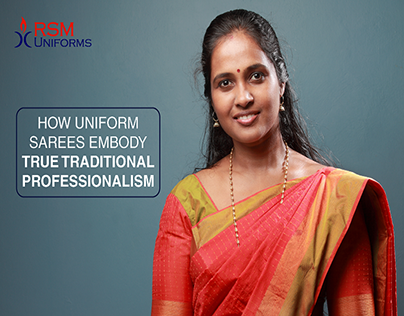 RSM
UNIFORMS
HOW UNIFORM
SAREES EMBODY
TRUE TRADITIONAL
PROFESSIONALISM